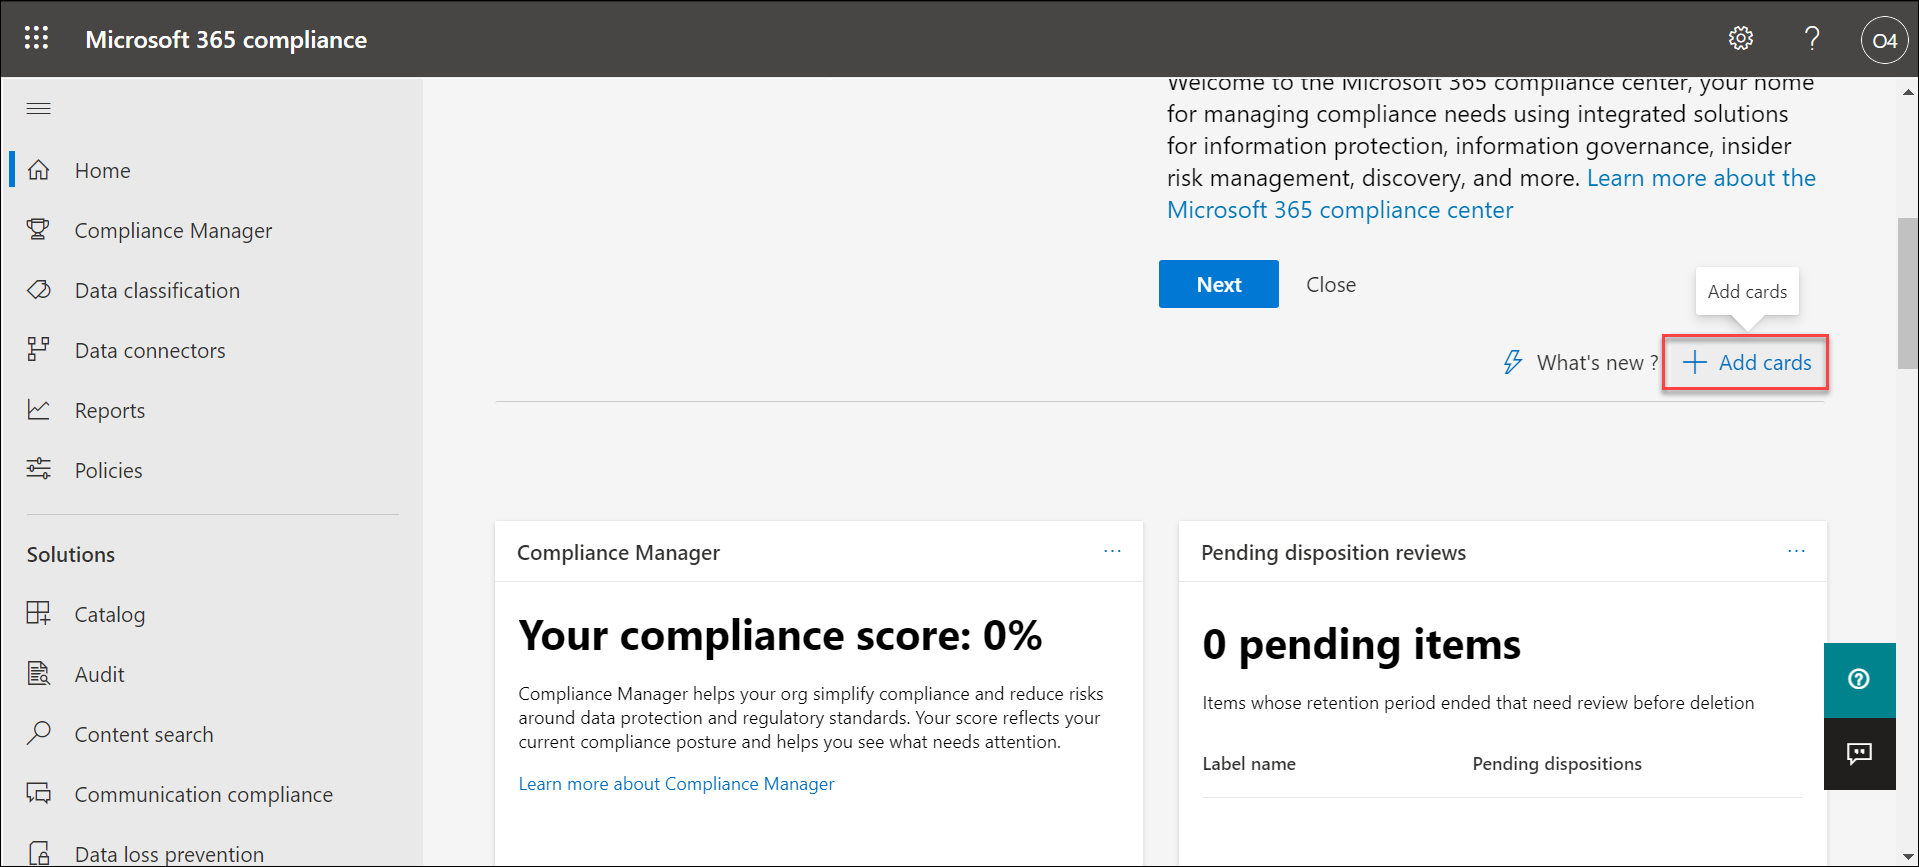 Microsoft 365 compliance
?
O4
Home
Compliance Manager
Data classification
Data connectors
Reports
Policies
Solutions
Catalog
Audit
Content search
Communication compliance
Data loss prevention
Welcome to the Microsoft 365 compliance center, your home
for managing compliance needs using integrated solutions
for information protection, information governance, insider
risk management, discovery, and more. Learn more about the
Microsoft 365 compliance center
Next
Close
Add cards
What's new ?
Add cards
Compliance Manager
Your compliance score: 0%
Compliance Manager helps your org simplify compliance and reduce risks
around data protection and regulatory standards. Your score reflects your
current compliance posture and helps you see what needs attention.
Learn more about Compliance Manager
Pending disposition reviews
0 pending items
Items whose retention period ended that need review before deletion
Label name
Pending dispositions